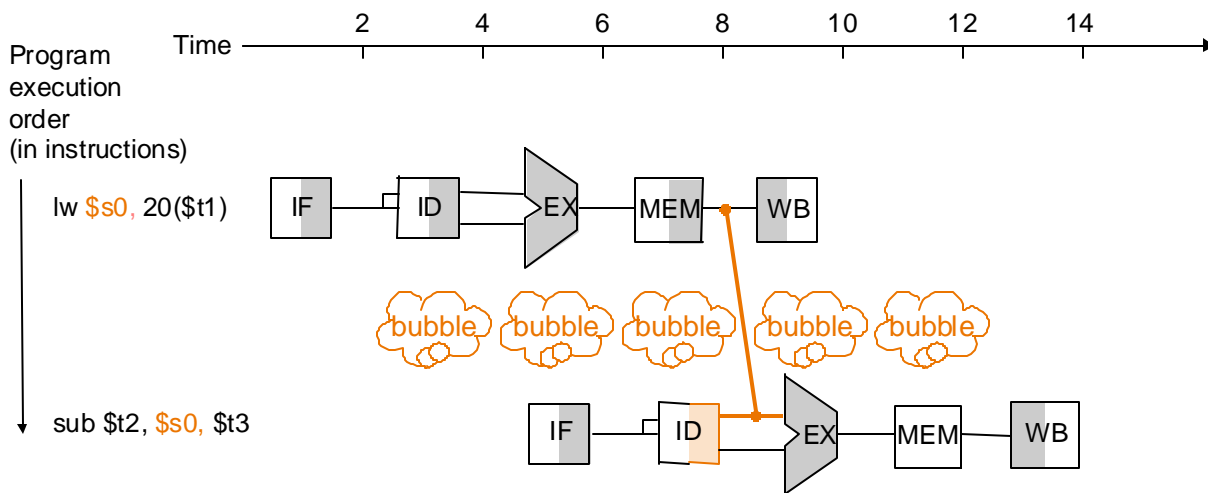 2 4 6 8 10 12 14
Time
Program
execution
order
(in instructions)
lw $s0, 20($t1)
IF ID EX MEM WB
bubble bubble bubble bubble bubble
sub $t2, $s0, $t3
IF ID EX MEM WB